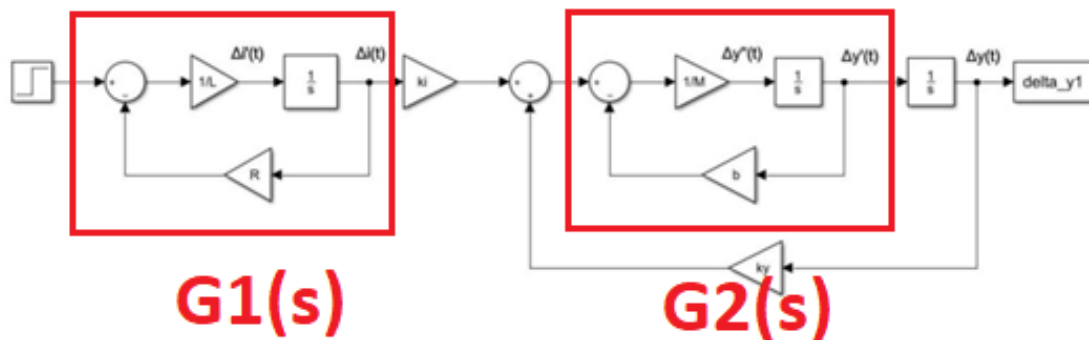 Δi'(t) Δi(t) Δy''(t) Δy'(t) Δy(t)
+ − 1/L 1/s ki + + + − 1/M 1/s 1/s delta_y1
R b
ky
G1(s) G2(s)